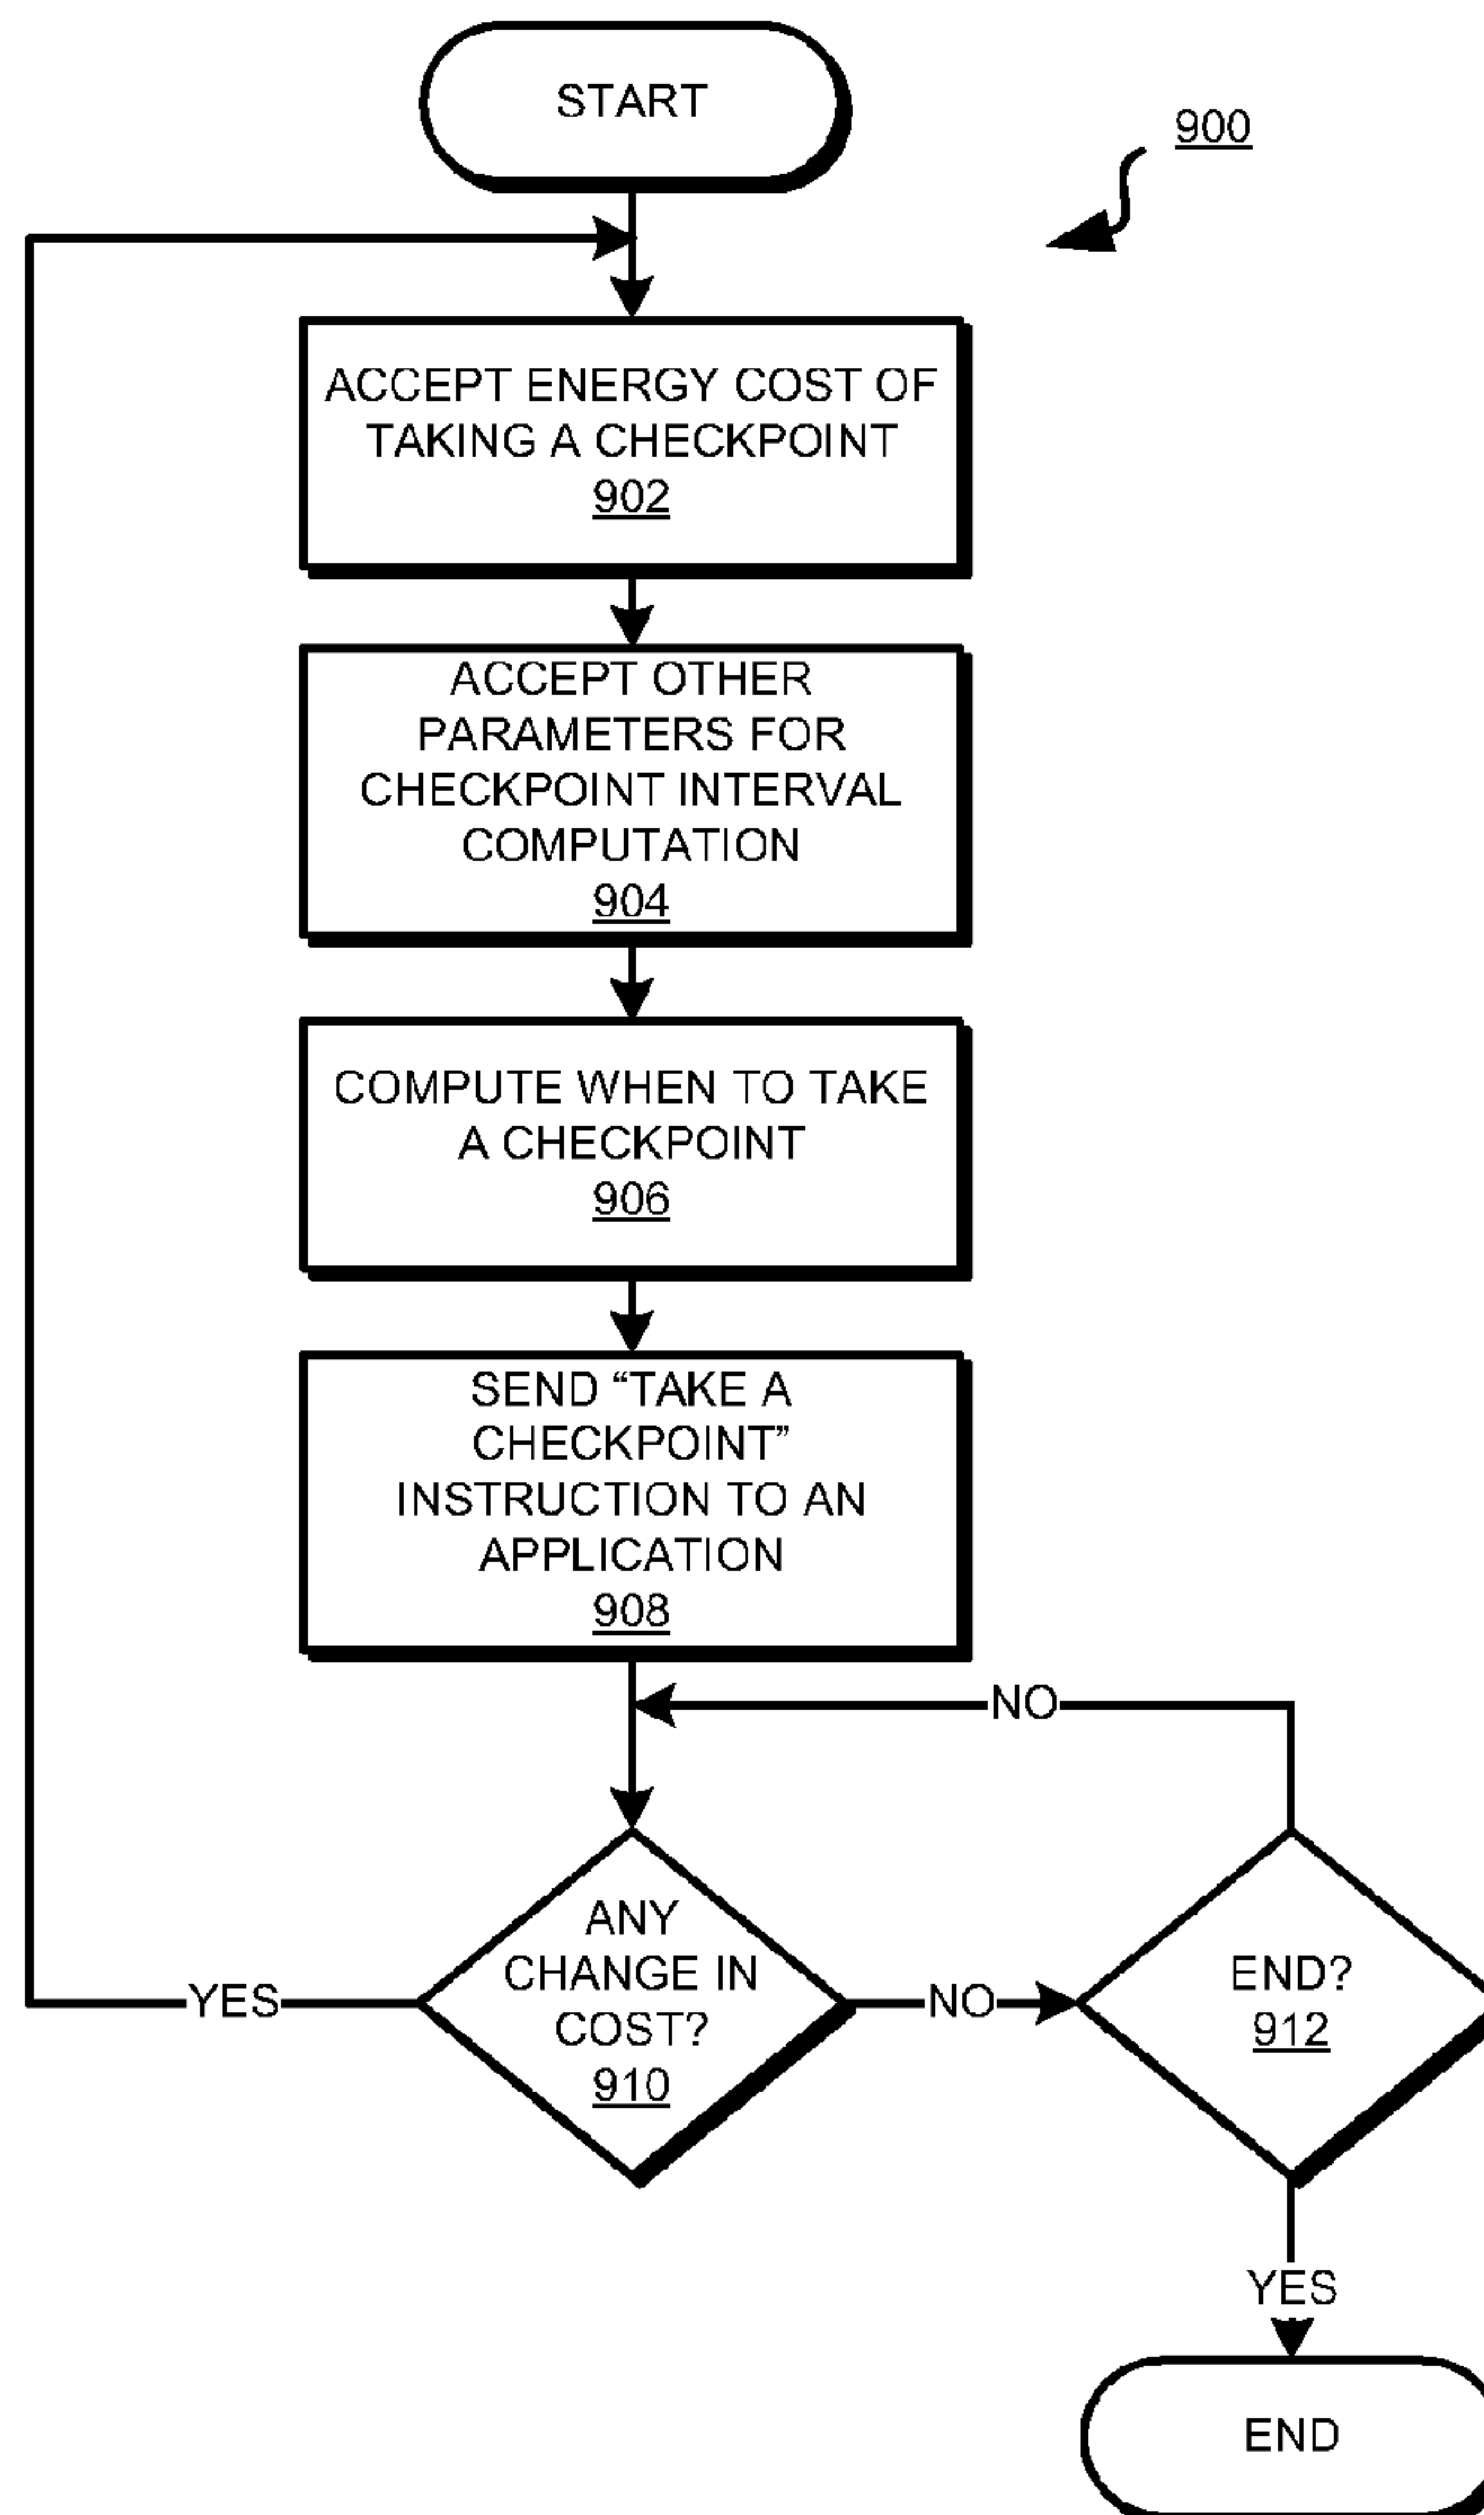 START
900
ACCEPT ENERGY COST OF
TAKING A CHECKPOINT
902
ACCEPT OTHER
PARAMETERS FOR
CHECKPOINT INTERVAL
COMPUTATION
904
COMPUTE WHEN TO TAKE
A CHECKPOINT
906
SEND “TAKE A
CHECKPOINT”
INSTRUCTION TO AN
APPLICATION
908
NO
ANY
CHANGE IN
COST?
910
YES
NO
END?
912
YES
END